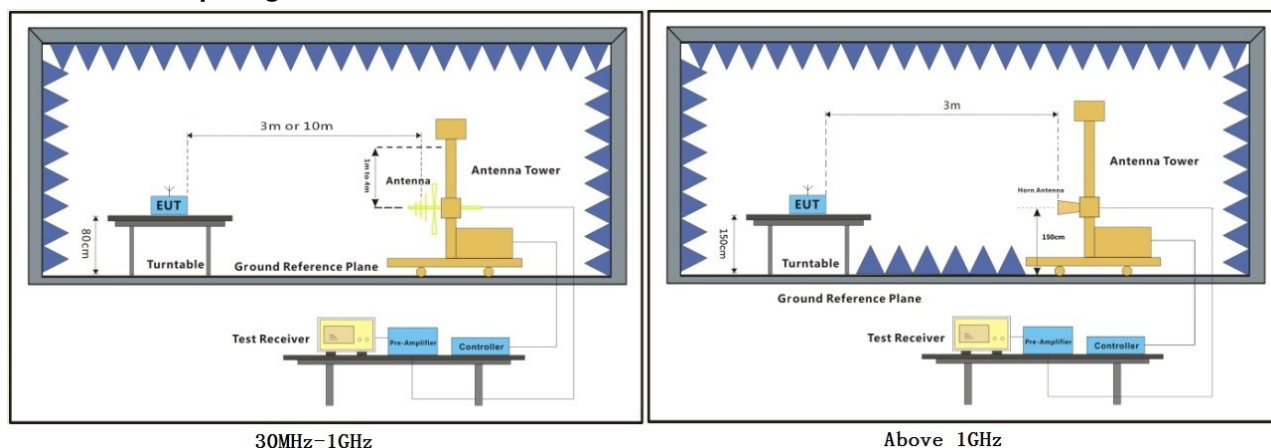 3m or 10m
1m to 4m
Antenna
Antenna Tower
EUT
80cm
Turntable
Ground Reference Plane
Test Receiver
Pre-Amplifier
Controller
30MHz-1GHz
3m
Antenna Tower
Horn Antenna
EUT
150cm
150cm
Turntable
Ground Reference Plane
Test Receiver
Pre-Amplifier
Controller
Above 1GHz